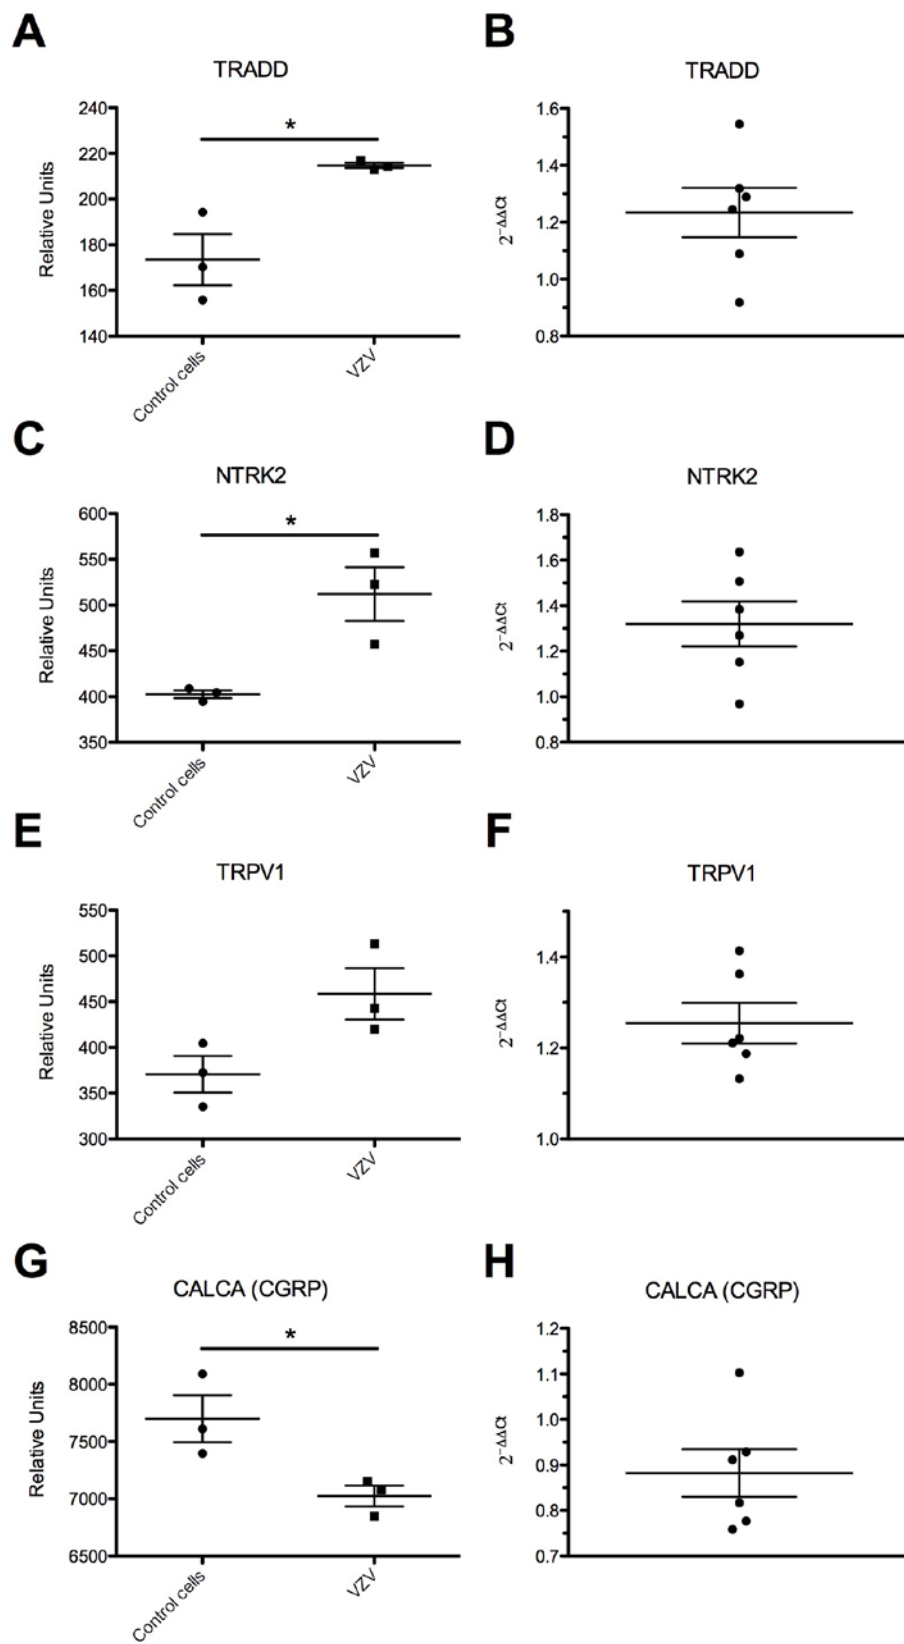 A
TRADD
240
220
200
180
160
140
Relative Units
*
Control cells
VZV
B
TRADD
1.6
1.4
1.2
1.0
0.8
2⁻ΔΔCt
C
NTRK2
600
550
500
450
400
350
Relative Units
*
Control cells
VZV
D
NTRK2
1.8
1.6
1.4
1.2
1.0
0.8
2⁻ΔΔCt
E
TRPV1
550
500
450
400
350
300
Relative Units
Control cells
VZV
F
TRPV1
1.4
1.2
1.0
2⁻ΔΔCt
G
CALCA (CGRP)
8500
8000
7500
7000
6500
Relative Units
*
Control cells
VZV
H
CALCA (CGRP)
1.2
1.1
1.0
0.9
0.8
0.7
2⁻ΔΔCt